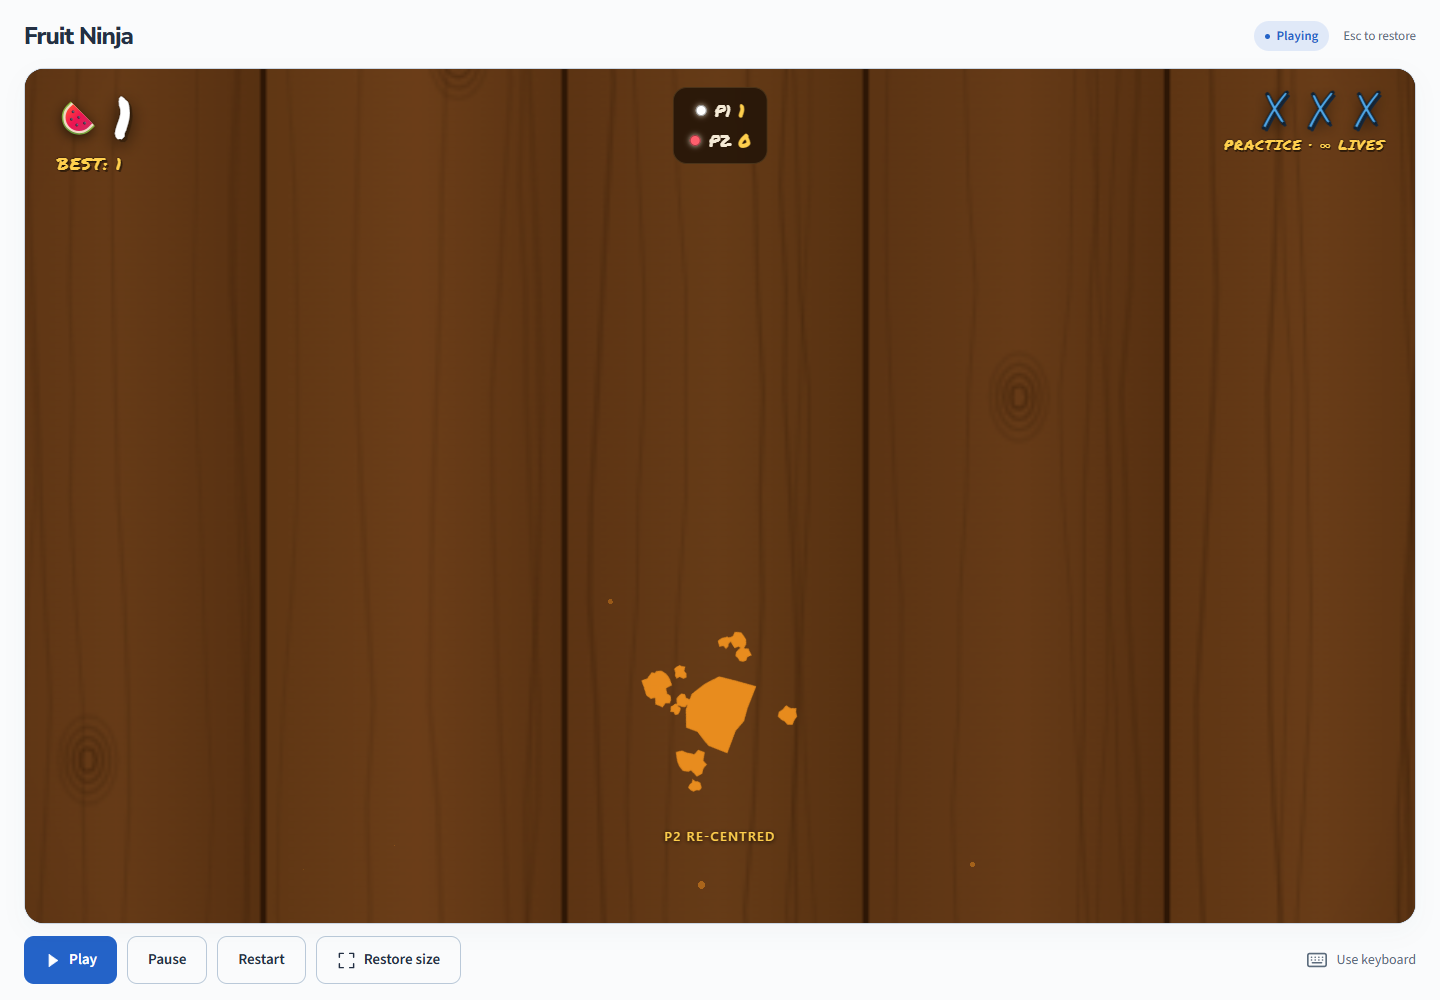 Fruit Ninja
Playing
Esc to restore
1
BEST: 1
P1 1
P2 0
X X X
PRACTICE · ∞ LIVES
P2 RE-CENTRED
Play
Pause
Restart
Restore size
Use keyboard